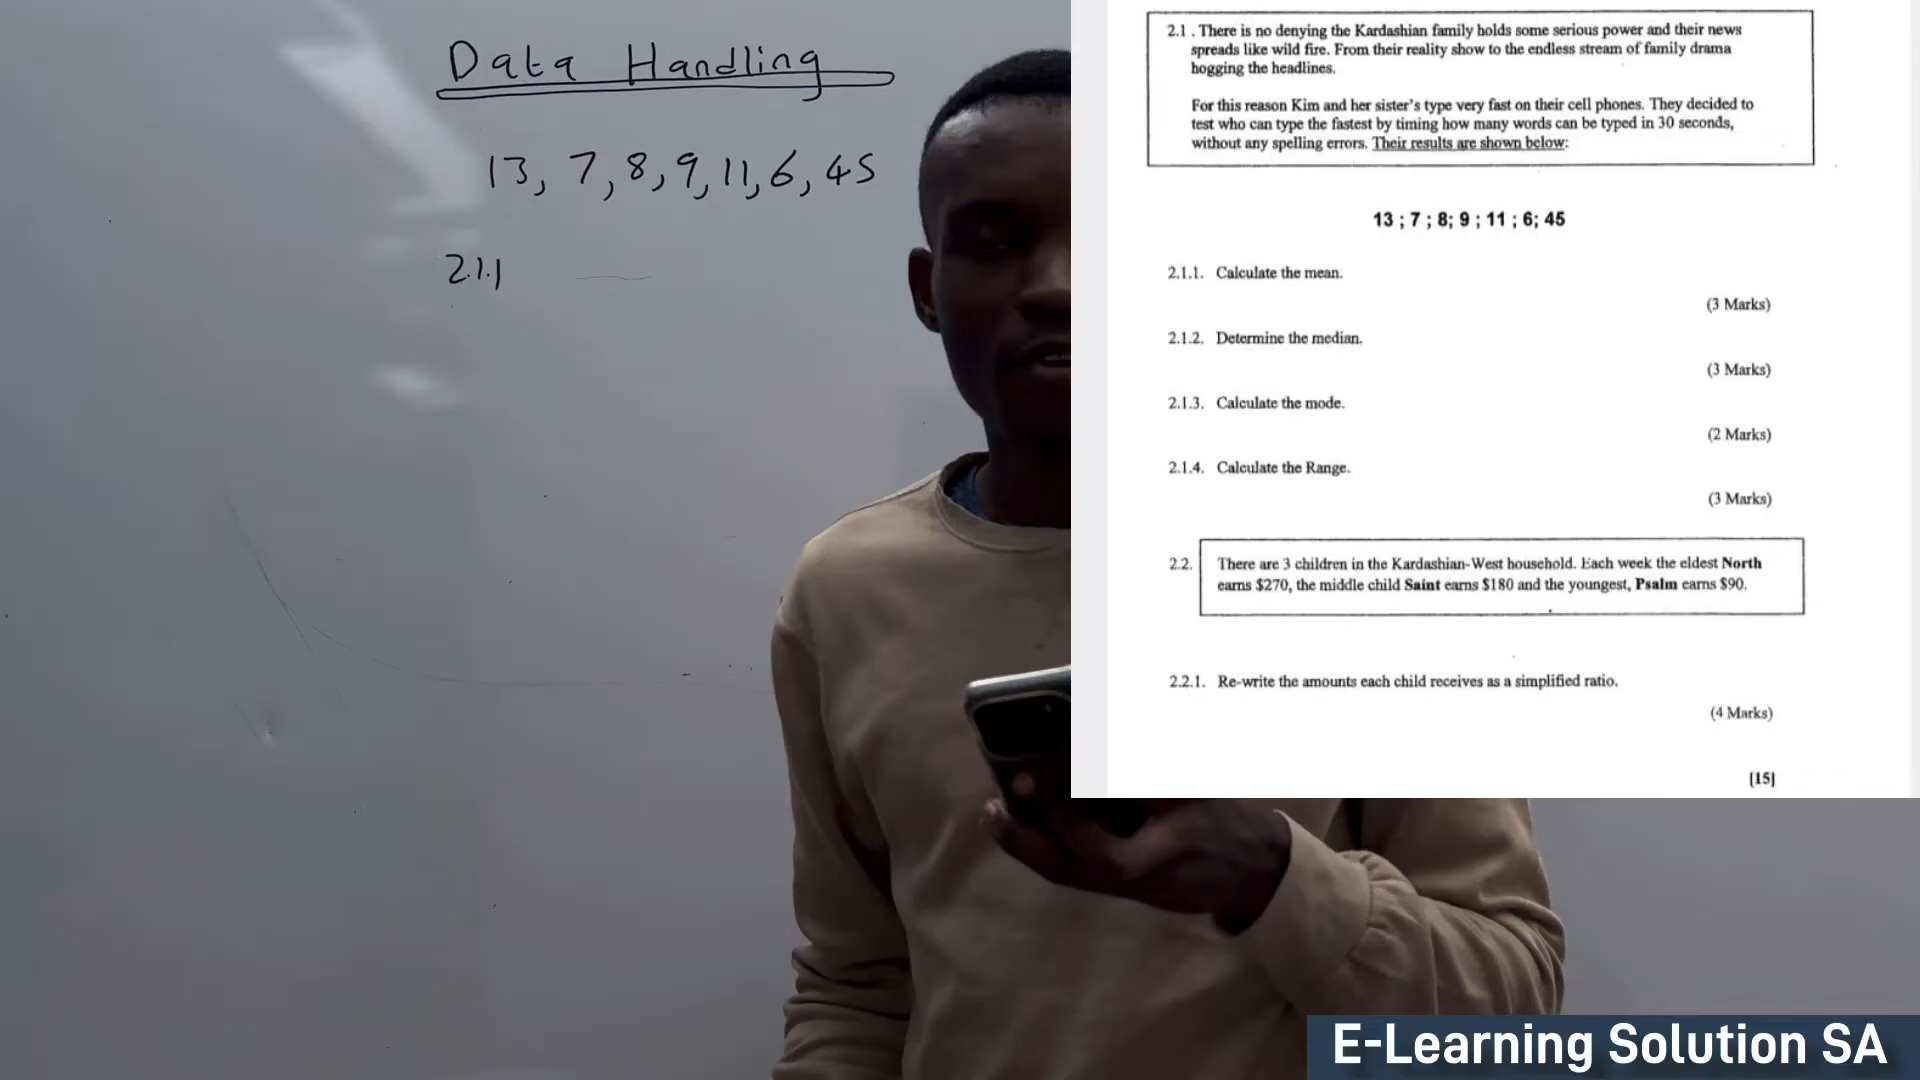 Data Handling
13, 7, 8, 9, 11, 6, 45
2.1.1
2.1 . There is no denying the Kardashian family holds some serious power and their news
spreads like wild fire. From their reality show to the endless stream of family drama
hogging the headlines.
For this reason Kim and her sister's type very fast on their cell phones. They decided to
test who can type the fastest by timing how many words can be typed in 30 seconds,
without any spelling errors. Their results are shown below:
13 ; 7 ; 8; 9 ; 11 ; 6; 45
2.1.1. Calculate the mean.
(3 Marks)
2.1.2. Determine the median.
(3 Marks)
2.1.3. Calculate the mode.
(2 Marks)
2.1.4. Calculate the Range.
(3 Marks)
2.2. There are 3 children in the Kardashian-West household. Each week the eldest North
earns $270, the middle child Saint earns $180 and the youngest, Psalm earns $90.
2.2.1. Re-write the amounts each child receives as a simplified ratio.
(4 Marks)
[15]
E-Learning Solution SA